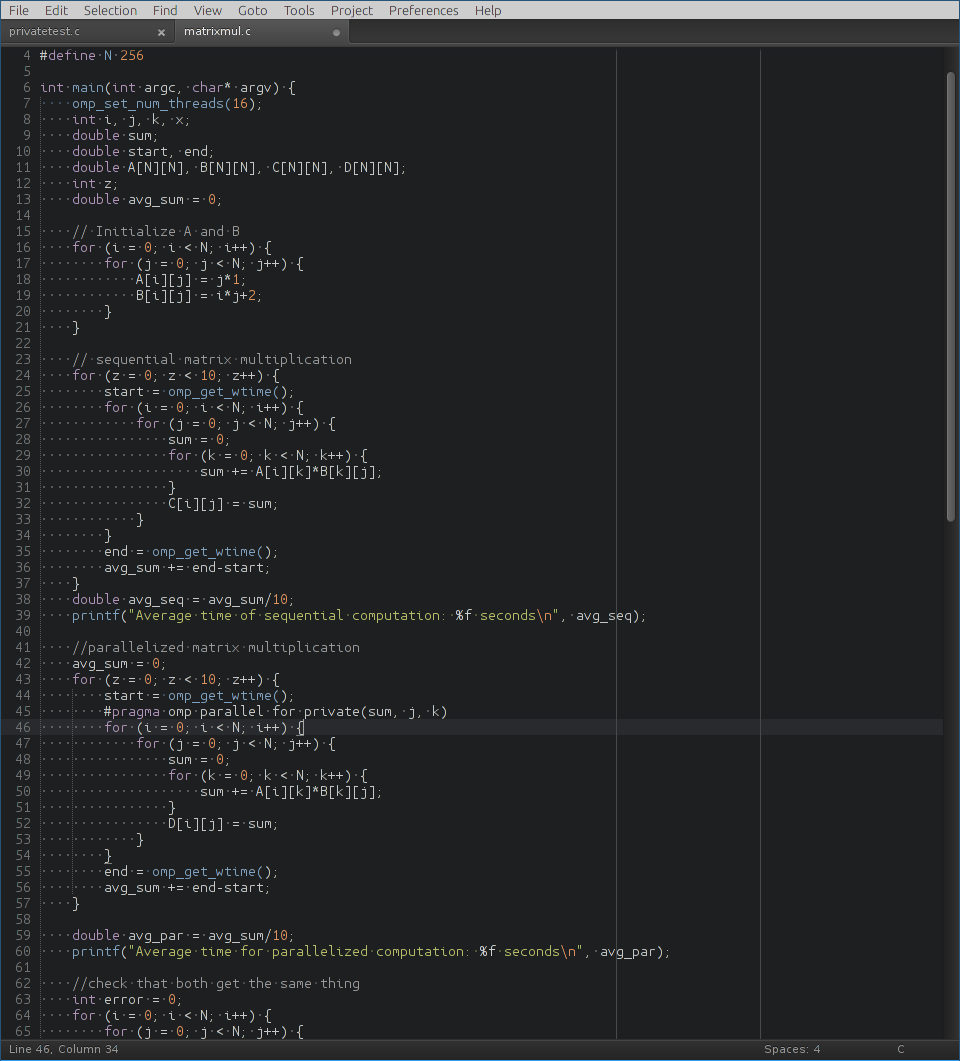 File Edit Selection Find View Goto Tools Project Preferences Help
privatetest.c × matrixmul.c
4 #define N 256
5
6 int main(int argc, char* argv) {
7     omp_set_num_threads(16);
8     int i, j, k, x;
9     double sum;
10     double start, end;
11     double A[N][N], B[N][N], C[N][N], D[N][N];
12     int z;
13     double avg_sum = 0;
14
15     // Initialize A and B
16     for (i = 0; i < N; i++) {
17         for (j = 0; j < N; j++) {
18             A[i][j] = j*1;
19             B[i][j] = i*j+2;
20         }
21     }
22
23     // sequential matrix multiplication
24     for (z = 0; z < 10; z++) {
25         start = omp_get_wtime();
26         for (i = 0; i < N; i++) {
27             for (j = 0; j < N; j++) {
28                 sum = 0;
29                 for (k = 0; k < N; k++) {
30                     sum += A[i][k]*B[k][j];
31                 }
32                 C[i][j] = sum;
33             }
34         }
35         end = omp_get_wtime();
36         avg_sum += end-start;
37     }
38     double avg_seq = avg_sum/10;
39     printf("Average time of sequential computation: %f seconds\n", avg_seq);
40
41     //parallelized matrix multiplication
42     avg_sum = 0;
43     for (z = 0; z < 10; z++) {
44         start = omp_get_wtime();
45         #pragma omp parallel for private(sum, j, k)
46         for (i = 0; i < N; i++) {
47             for (j = 0; j < N; j++) {
48                 sum = 0;
49                 for (k = 0; k < N; k++) {
50                     sum += A[i][k]*B[k][j];
51                 }
52                 D[i][j] = sum;
53             }
54         }
55         end = omp_get_wtime();
56         avg_sum += end-start;
57     }
58
59     double avg_par = avg_sum/10;
60     printf("Average time for parallelized computation: %f seconds\n", avg_par);
61
62     //check that both get the same thing
63     int error = 0;
64     for (i = 0; i < N; i++) {
65         for (j = 0; j < N; j++) {
Line 46, Column 34 Spaces: 4 C